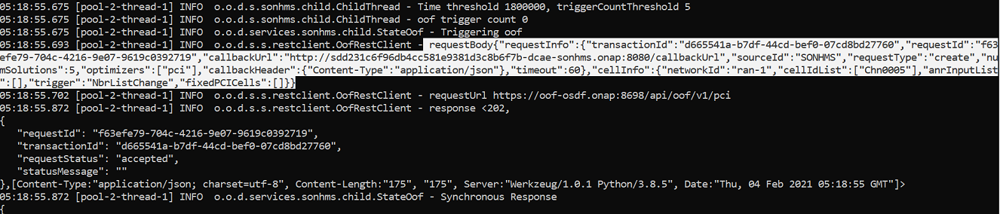 05:18:55.675 [pool-2-thread-1] INFO  o.o.d.s.sonhms.child.ChildThread - Time threshold 1800000, triggerCountThreshold 5
05:18:55.675 [pool-2-thread-1] INFO  o.o.d.s.sonhms.child.ChildThread - oof trigger count 0
05:18:55.675 [pool-2-thread-1] INFO  o.o.d.services.sonhms.child.StateOof - Triggering oof
05:18:55.693 [pool-2-thread-1] INFO  o.o.d.s.s.restclient.OofRestClient - requestBody{"requestInfo":{"transactionId":"d665541a-b7df-44cd-bef0-07cd8bd27760","requestId":"f63
efe79-704c-4216-9e07-9619c0392719","callbackUrl":"http://sdd231c6f96db4cc581e9381d3c8b6f7b-dcae-sonhms.onap:8080/callbackUrl","sourceId":"SONHMS","requestType":"create","nu
mSolutions":5,"optimizers":["pci"],"callbackHeader":{"Content-Type":"application/json"},"timeout":60},"cellInfo":{"networkId":"ran-1","cellIdList":["Chn0005"],"anrInputList
":[],"trigger":"NbrListChange","fixedPCICells":[]}}
05:18:55.702 [pool-2-thread-1] INFO  o.o.d.s.s.restclient.OofRestClient - requestUrl https://oof-osdf.onap:8698/api/oof/v1/pci
05:18:55.872 [pool-2-thread-1] INFO  o.o.d.s.s.restclient.OofRestClient - response <202,
{
   "requestId": "f63efe79-704c-4216-9e07-9619c0392719",
   "transactionId": "d665541a-b7df-44cd-bef0-07cd8bd27760",
   "requestStatus": "accepted",
   "statusMessage": ""
},[Content-Type:"application/json; charset=utf-8", Content-Length:"175", "175", Server:"Werkzeug/1.0.1 Python/3.8.5", Date:"Thu, 04 Feb 2021 05:18:55 GMT"]>
05:18:55.872 [pool-2-thread-1] INFO  o.o.d.services.sonhms.child.StateOof - Synchronous Response
{